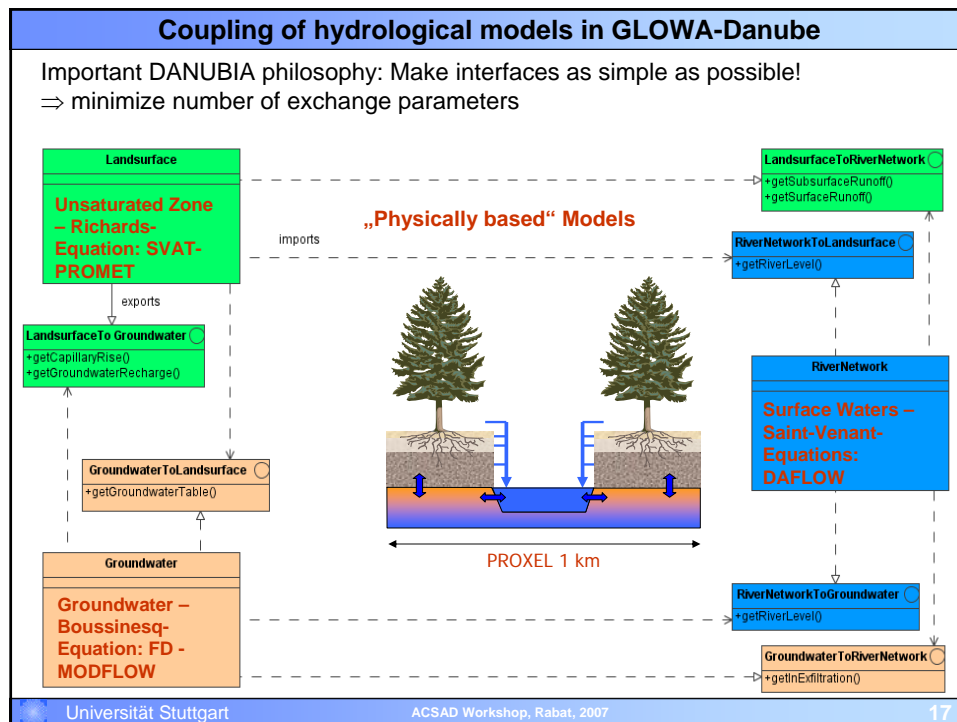 Coupling of hydrological models in GLOWA-Danube
Important DANUBIA philosophy: Make interfaces as simple as possible!
⇒ minimize number of exchange parameters
Landsurface
Unsaturated Zone
– Richards-
Equation: SVAT-
PROMET
exports
imports
„Physically based“ Models
LandsurfaceToRiverNetwork
+getSubsurfaceRunoff()
+getSurfaceRunoff()
RiverNetworkToLandsurface
+getRiverLevel()
LandsurfaceTo Groundwater
+getCapillaryRise()
+getGroundwaterRecharge()
RiverNetwork
Surface Waters –
Saint-Venant-
Equations:
DAFLOW
GroundwaterToLandsurface
+getGroundwaterTable()
PROXEL 1 km
Groundwater
Groundwater –
Boussinesq-
Equation: FD -
MODFLOW
RiverNetworkToGroundwater
+getRiverLevel()
GroundwaterToRiverNetwork
+getInExfiltration()
Universität Stuttgart
ACSAD Workshop, Rabat, 2007
17